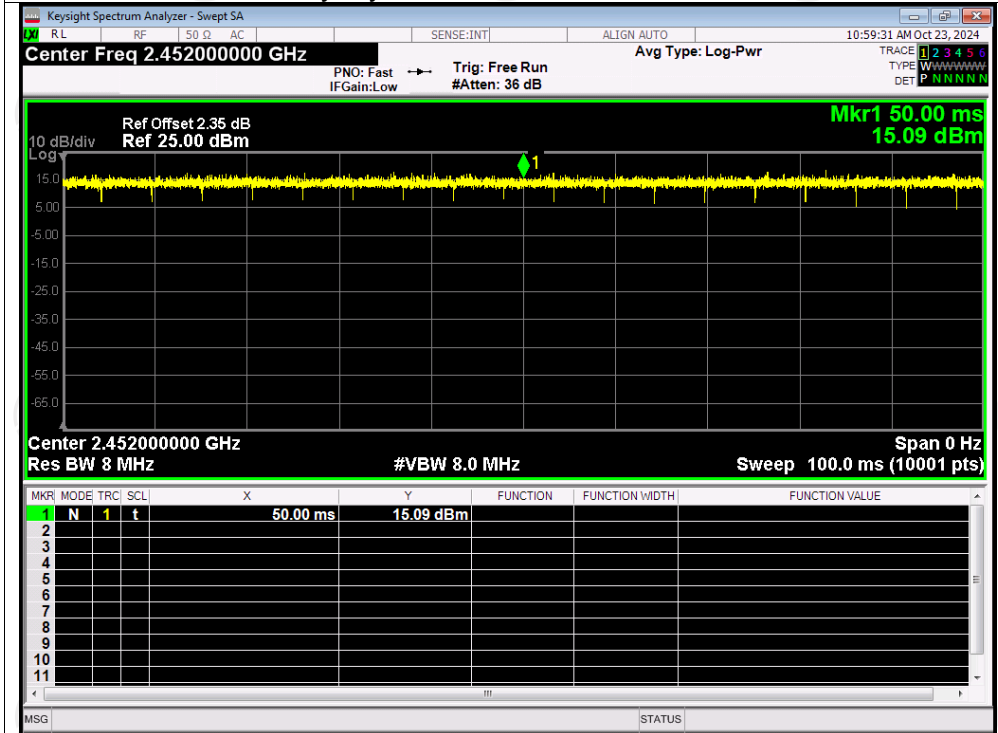 Keysight Spectrum Analyzer - Swept SA
LXI RL RF 50 Ω AC SENSE:INT ALIGN AUTO 10:59:31 AM Oct 23, 2024
Center Freq 2.452000000 GHz Avg Type: Log-Pwr TRACE 1 2 3 4 5 6
PNO: Fast Trig: Free Run TYPE WWWWWW
IFGain:Low #Atten: 36 dB DET P N N N N N
Mkr1 50.00 ms
Ref Offset 2.35 dB
10 dB/div Ref 25.00 dBm 15.09 dBm
Log
1
15.0
5.00
-5.00
-15.0
-25.0
-35.0
-45.0
-55.0
-65.0
Center 2.452000000 GHz Span 0 Hz
Res BW 8 MHz #VBW 8.0 MHz Sweep 100.0 ms (10001 pts)
MKR MODE TRC SCL X Y FUNCTION FUNCTION WIDTH FUNCTION VALUE
1 N 1 t 50.00 ms 15.09 dBm
2
3
4
5
6
7
8
9
10
11
MSG STATUS